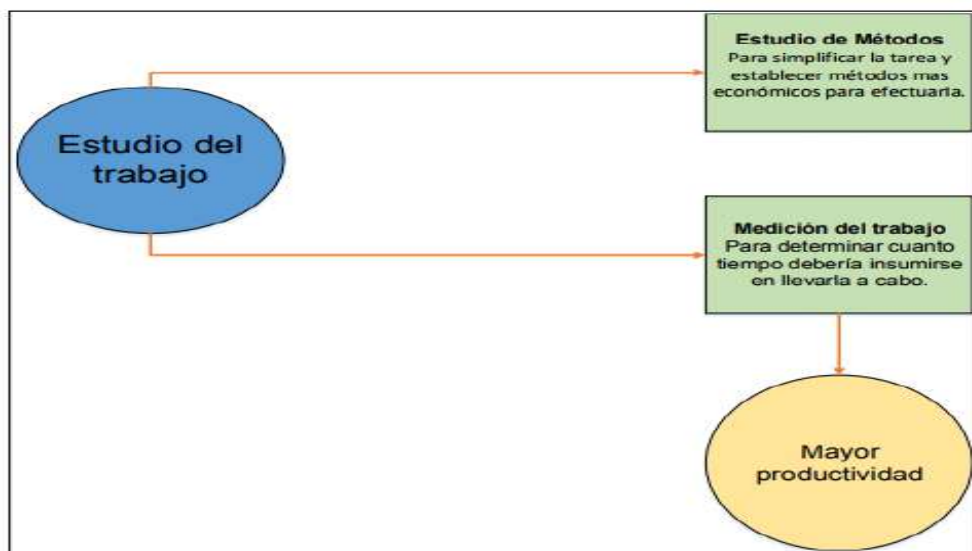 Estudio de Métodos
Para simplificar la tarea y
establecer métodos mas
económicos para efectuarla.
Estudio del
trabajo
Medición del trabajo
Para determinar cuanto
tiempo debería insumirse
en llevarla a cabo.
Mayor
productividad